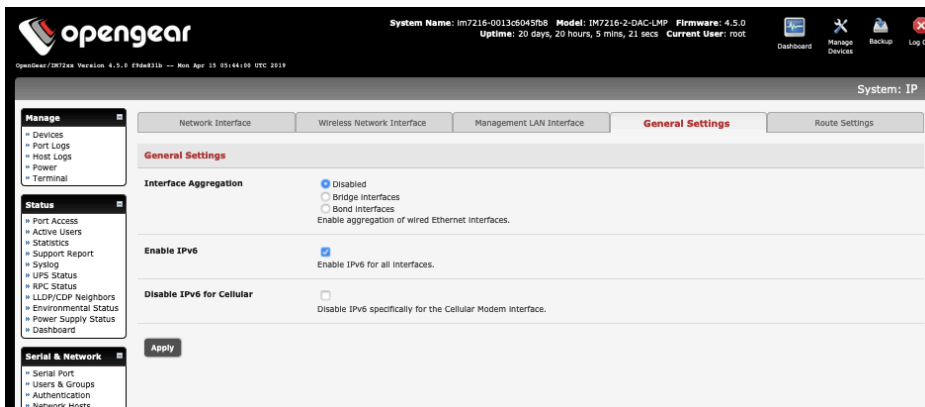 opengear
System Name: im7216-0013c6045fb8 Model: IM7216-2-DAC-LMP Firmware: 4.5.0
Uptime: 20 days, 20 hours, 5 mins, 21 secs Current User: root
Dashboard
Manage
Devices
Backup
Log
OpenGear/IM72xx Version 4.5.0 f9de831b -- Mon Apr 15 05:44:00 UTC 2019
System: IP
Manage
» Devices
» Port Logs
» Host Logs
» Power
» Terminal
Status
» Port Access
» Active Users
» Statistics
» Support Report
» Syslog
» UPS Status
» RPC Status
» LLDP/CDP Neighbors
» Environmental Status
» Power Supply Status
» Dashboard
Serial & Network
» Serial Port
» Users & Groups
» Authentication
» Network Hosts
Network Interface
Wireless Network Interface
Management LAN Interface
General Settings
Route Settings
General Settings
Interface Aggregation
Disabled
Bridge interfaces
Bond interfaces
Enable aggregation of wired Ethernet interfaces.
Enable IPv6
Enable IPv6 for all interfaces.
Disable IPv6 for Cellular
Disable IPv6 specifically for the Cellular Modem interface.
Apply